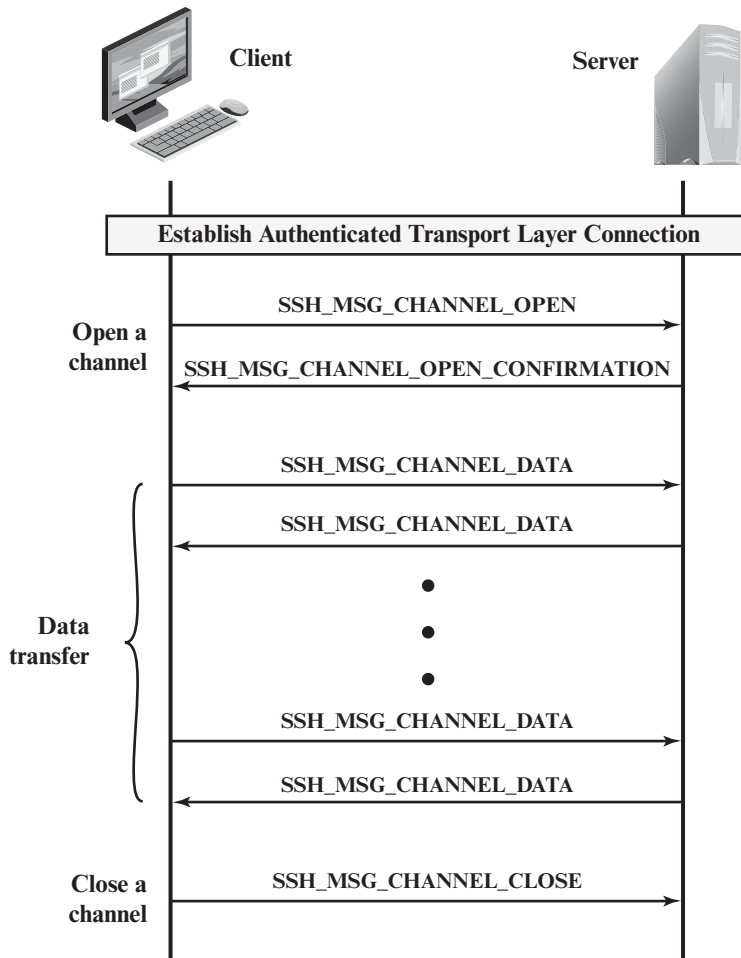 Client
Server
Establish Authenticated Transport Layer Connection
SSH_MSG_CHANNEL_OPEN
Open a
channel
SSH_MSG_CHANNEL_OPEN_CONFIRMATION
SSH_MSG_CHANNEL_DATA
SSH_MSG_CHANNEL_DATA
Data
transfer
SSH_MSG_CHANNEL_DATA
SSH_MSG_CHANNEL_DATA
Close a
channel
SSH_MSG_CHANNEL_CLOSE